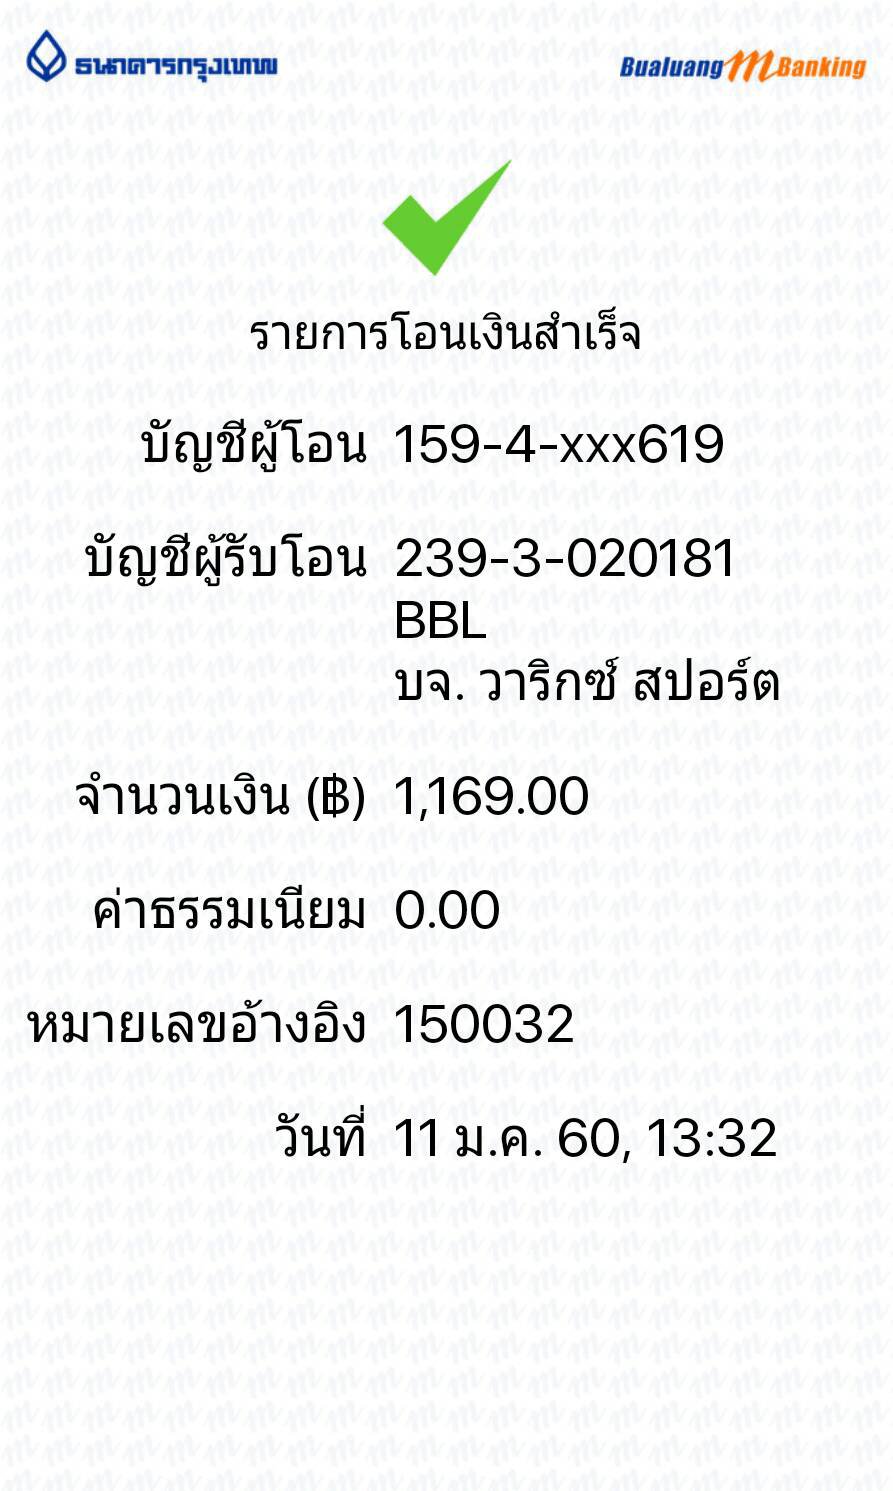 ธนาคารกรุงเทพ Bualuang m Banking
รายการโอนเงินสำเร็จ
บัญชีผู้โอน 159-4-xxx619
บัญชีผู้รับโอน 239-3-020181
BBL
บจ. วาริกซ์ สปอร์ต
จำนวนเงิน (฿) 1,169.00
ค่าธรรมเนียม 0.00
หมายเลขอ้างอิง 150032
วันที่ 11 ม.ค. 60, 13:32